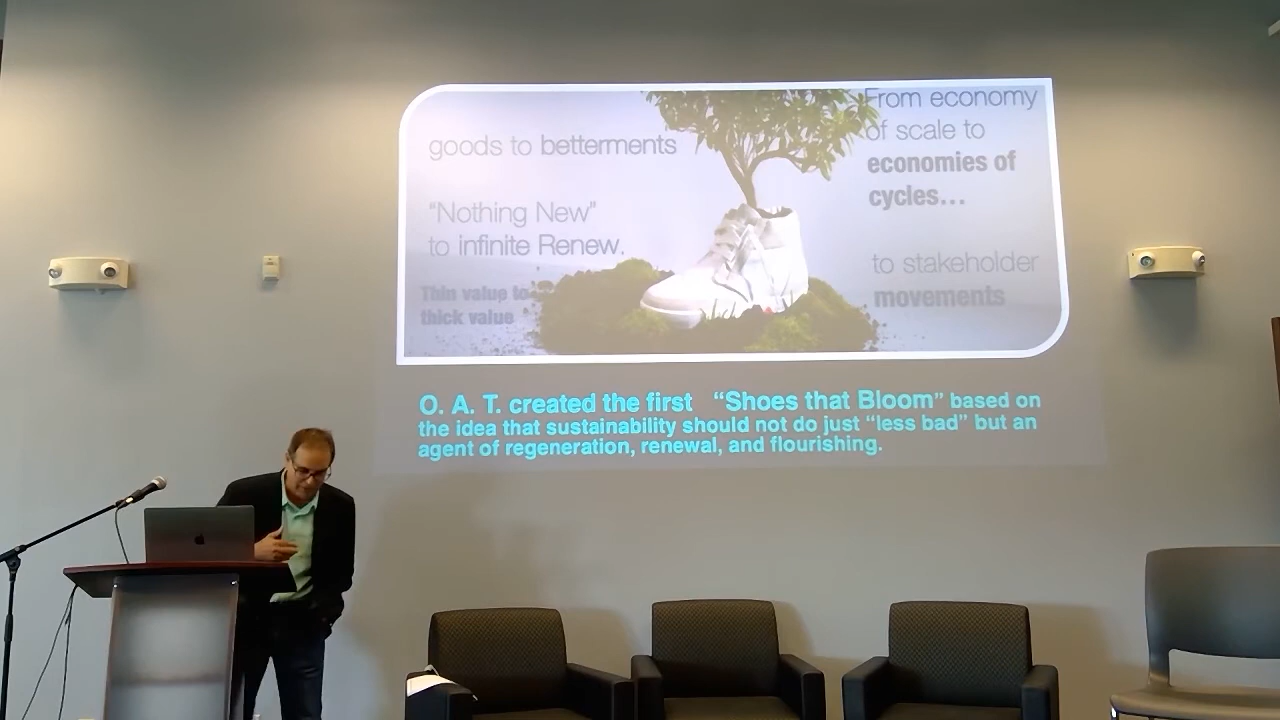 goods to betterments
"Nothing New"
to infinite Renew.
Thin value to
thick value
From economy
of scale to
economies of
cycles...
to stakeholder
movements
O. A. T. created the first "Shoes that Bloom" based on
the idea that sustainability should not do just "less bad" but an
agent of regeneration, renewal, and flourishing.